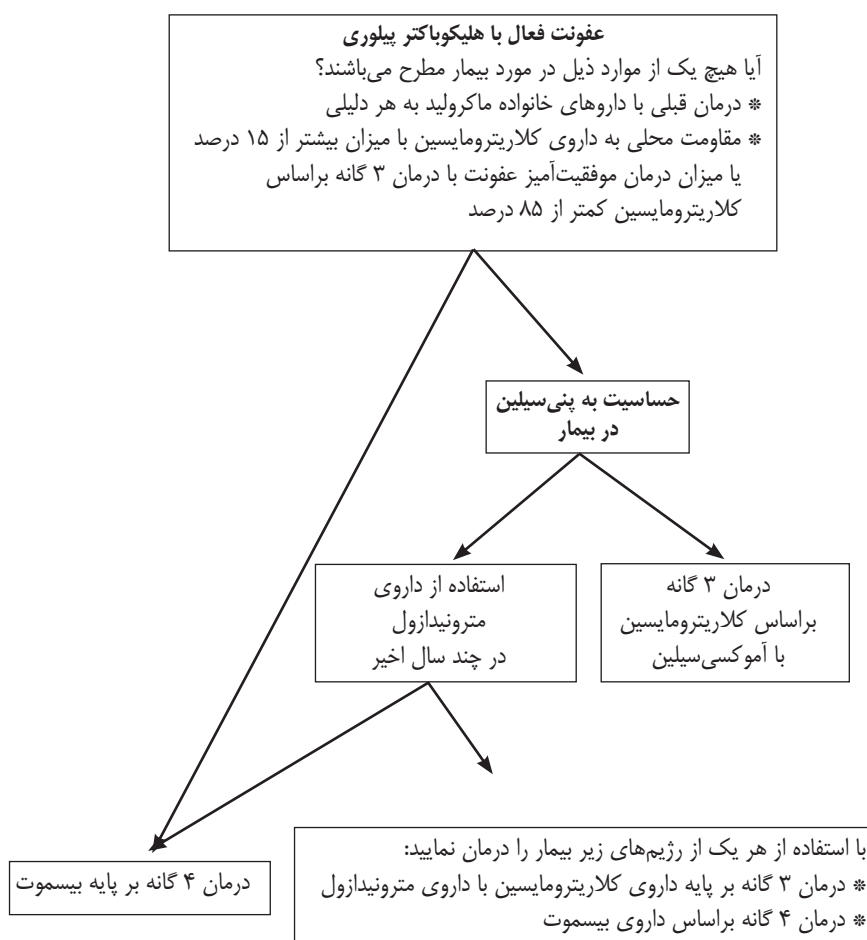 عفونت فعال با هلیکوباکتر پیلوری
آیا هیچ یک از موارد ذیل در مورد بیمار مطرح می‌باشند؟
* درمان قبلی با داروهای خانواده ماکرولید به هر دلیلی
* مقاومت محلی به داروی کلاریترومایسین با میزان بیشتر از ۱۵ درصد
یا میزان درمان موفقیت‌آمیز عفونت با درمان ۳ گانه براساس
کلاریترومایسین کمتر از ۸۵ درصد
حساسیت به پنی‌سیلین
در بیمار
درمان ۳ گانه
براساس کلاریترومایسین
با آموکسی‌سیلین
استفاده از داروی
مترونیدازول
در چند سال اخیر
با استفاده از هر یک از رژیم‌های زیر بیمار را درمان نمایید:
* درمان ۳ گانه بر پایه داروی کلاریترومایسین با داروی مترونیدازول
* درمان ۴ گانه براساس داروی بیسموت
درمان ۴ گانه بر پایه بیسموت